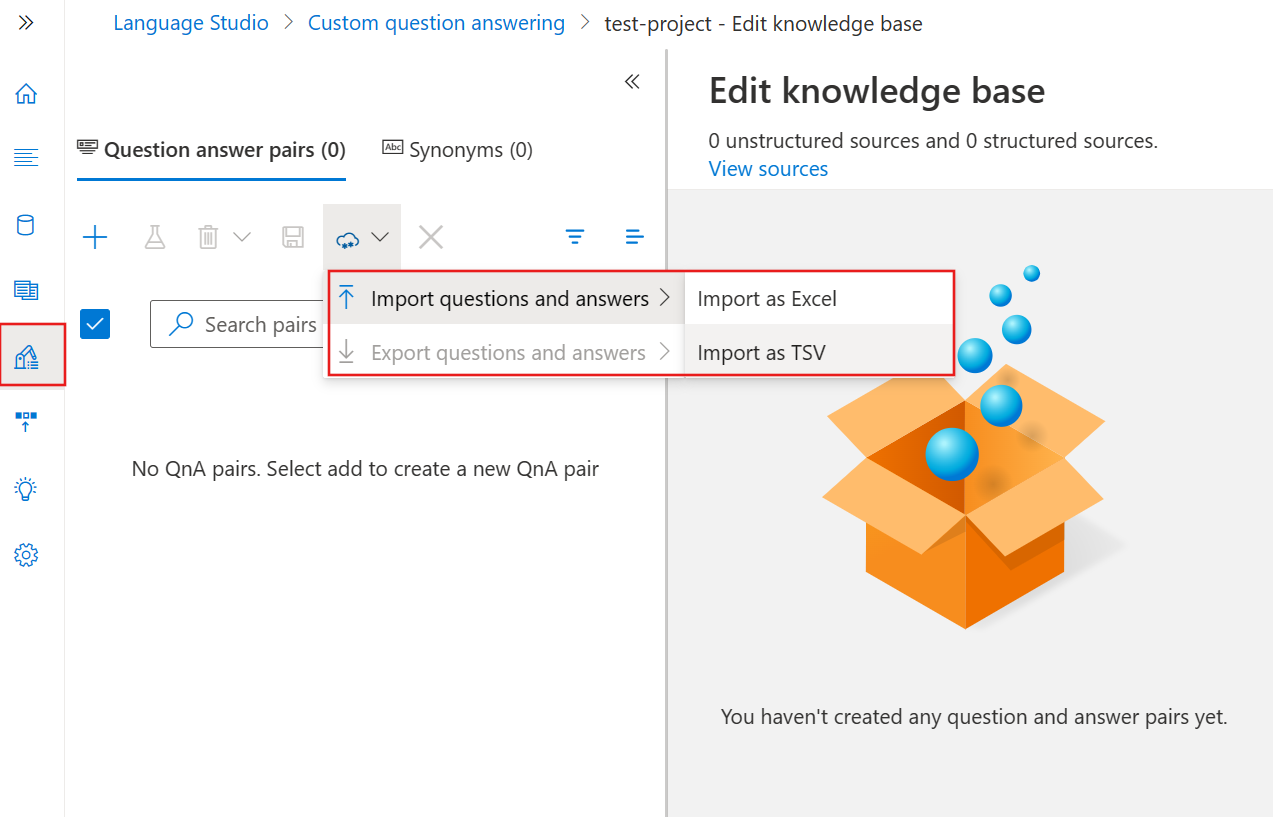 Language Studio > Custom question answering > test-project - Edit knowledge base
Question answer pairs (0)
Abc Synonyms (0)
Search pairs
Import questions and answers
Import as Excel
Export questions and answers
Import as TSV
No QnA pairs. Select add to create a new QnA pair
Edit knowledge base
0 unstructured sources and 0 structured sources.
View sources
You haven't created any question and answer pairs yet.